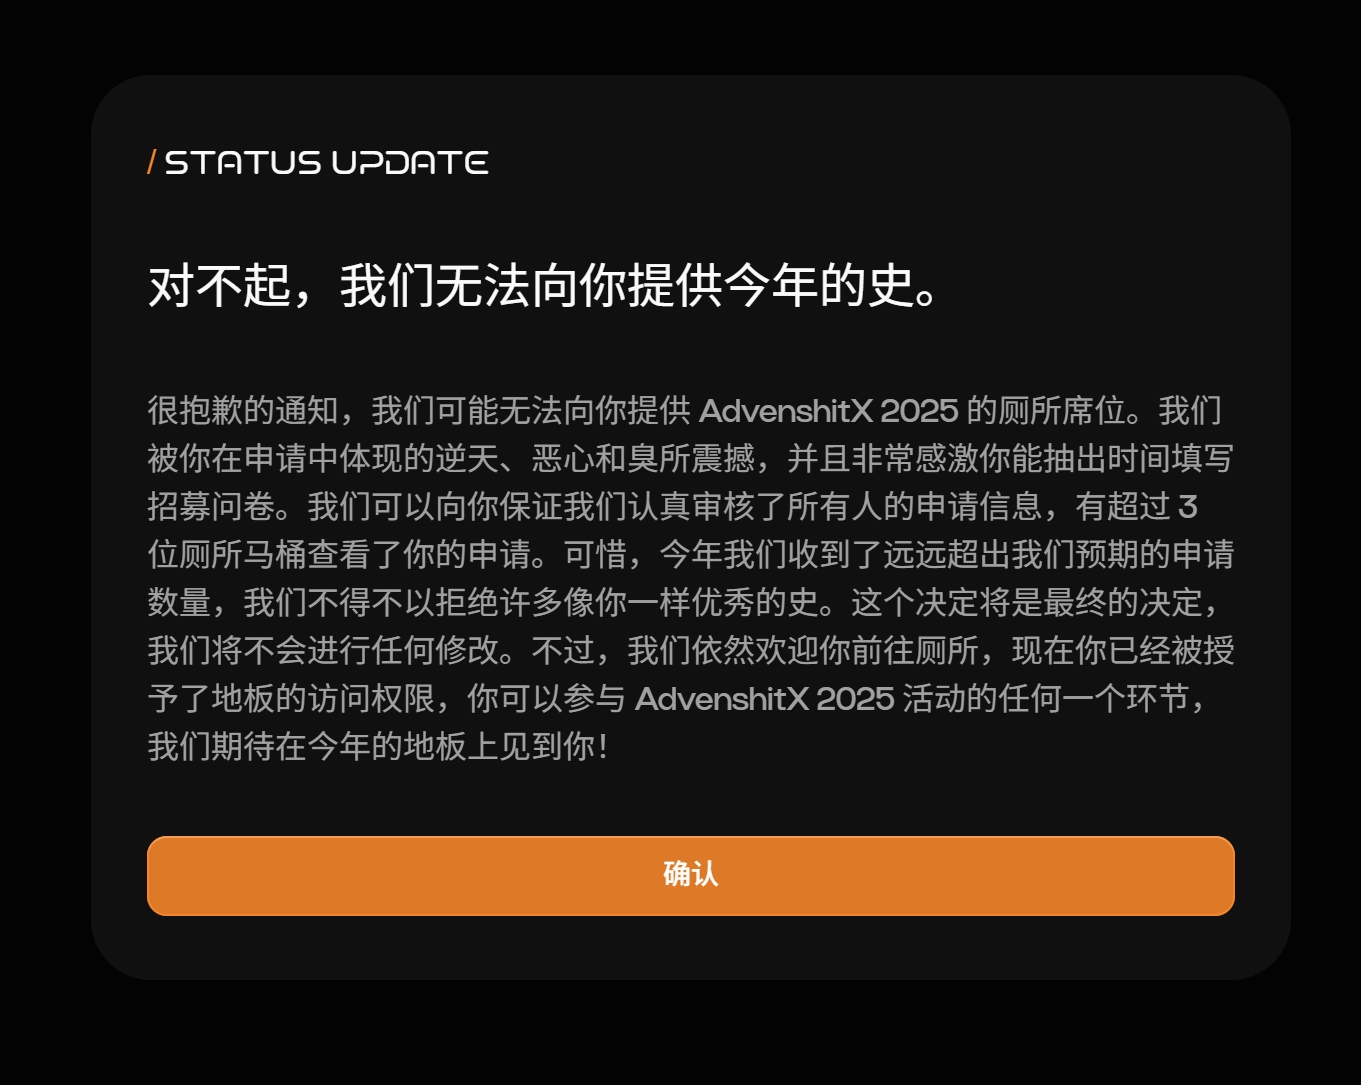 / STATUS UPDATE
对不起，我们无法向你提供今年的史。
很抱歉的通知，我们可能无法向你提供 AdvenshitX 2025 的厕所席位。我们
被你在申请中体现的逆天、恶心和臭所震撼，并且非常感激你能抽出时间填写
招募问卷。我们可以向你保证我们认真审核了所有人的申请信息，有超过 3
位厕所马桶查看了你的申请。可惜，今年我们收到了远远超出我们预期的申请
数量，我们不得不以拒绝许多像你一样优秀的史。这个决定将是最终的决定，
我们将不会进行任何修改。不过，我们依然欢迎你前往厕所，现在你已经被授
予了地板的访问权限，你可以参与 AdvenshitX 2025 活动的任何一个环节，
我们期待在今年的地板上见到你！
确认